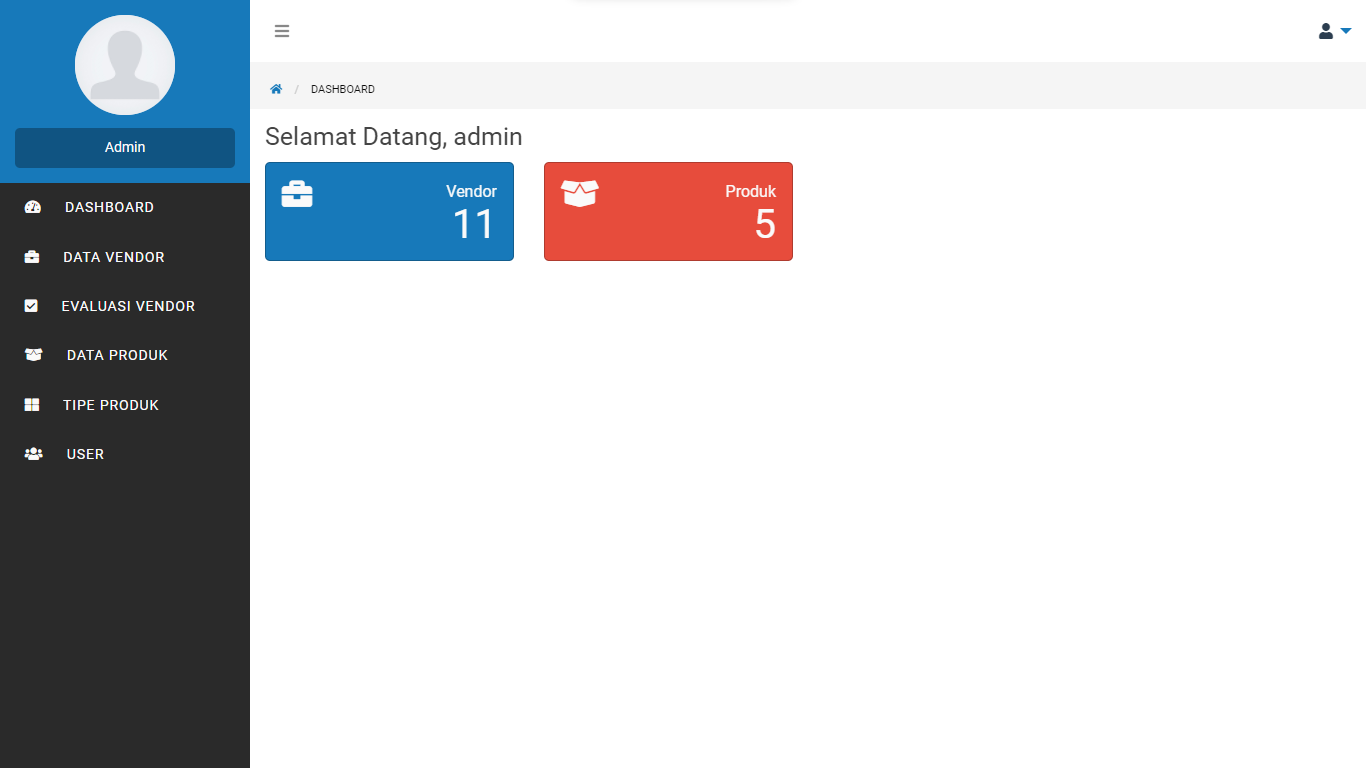 Admin
DASHBOARD
DATA VENDOR
EVALUASI VENDOR
DATA PRODUK
TIPE PRODUK
USER
/ DASHBOARD
Selamat Datang, admin
Vendor
11
Produk
5